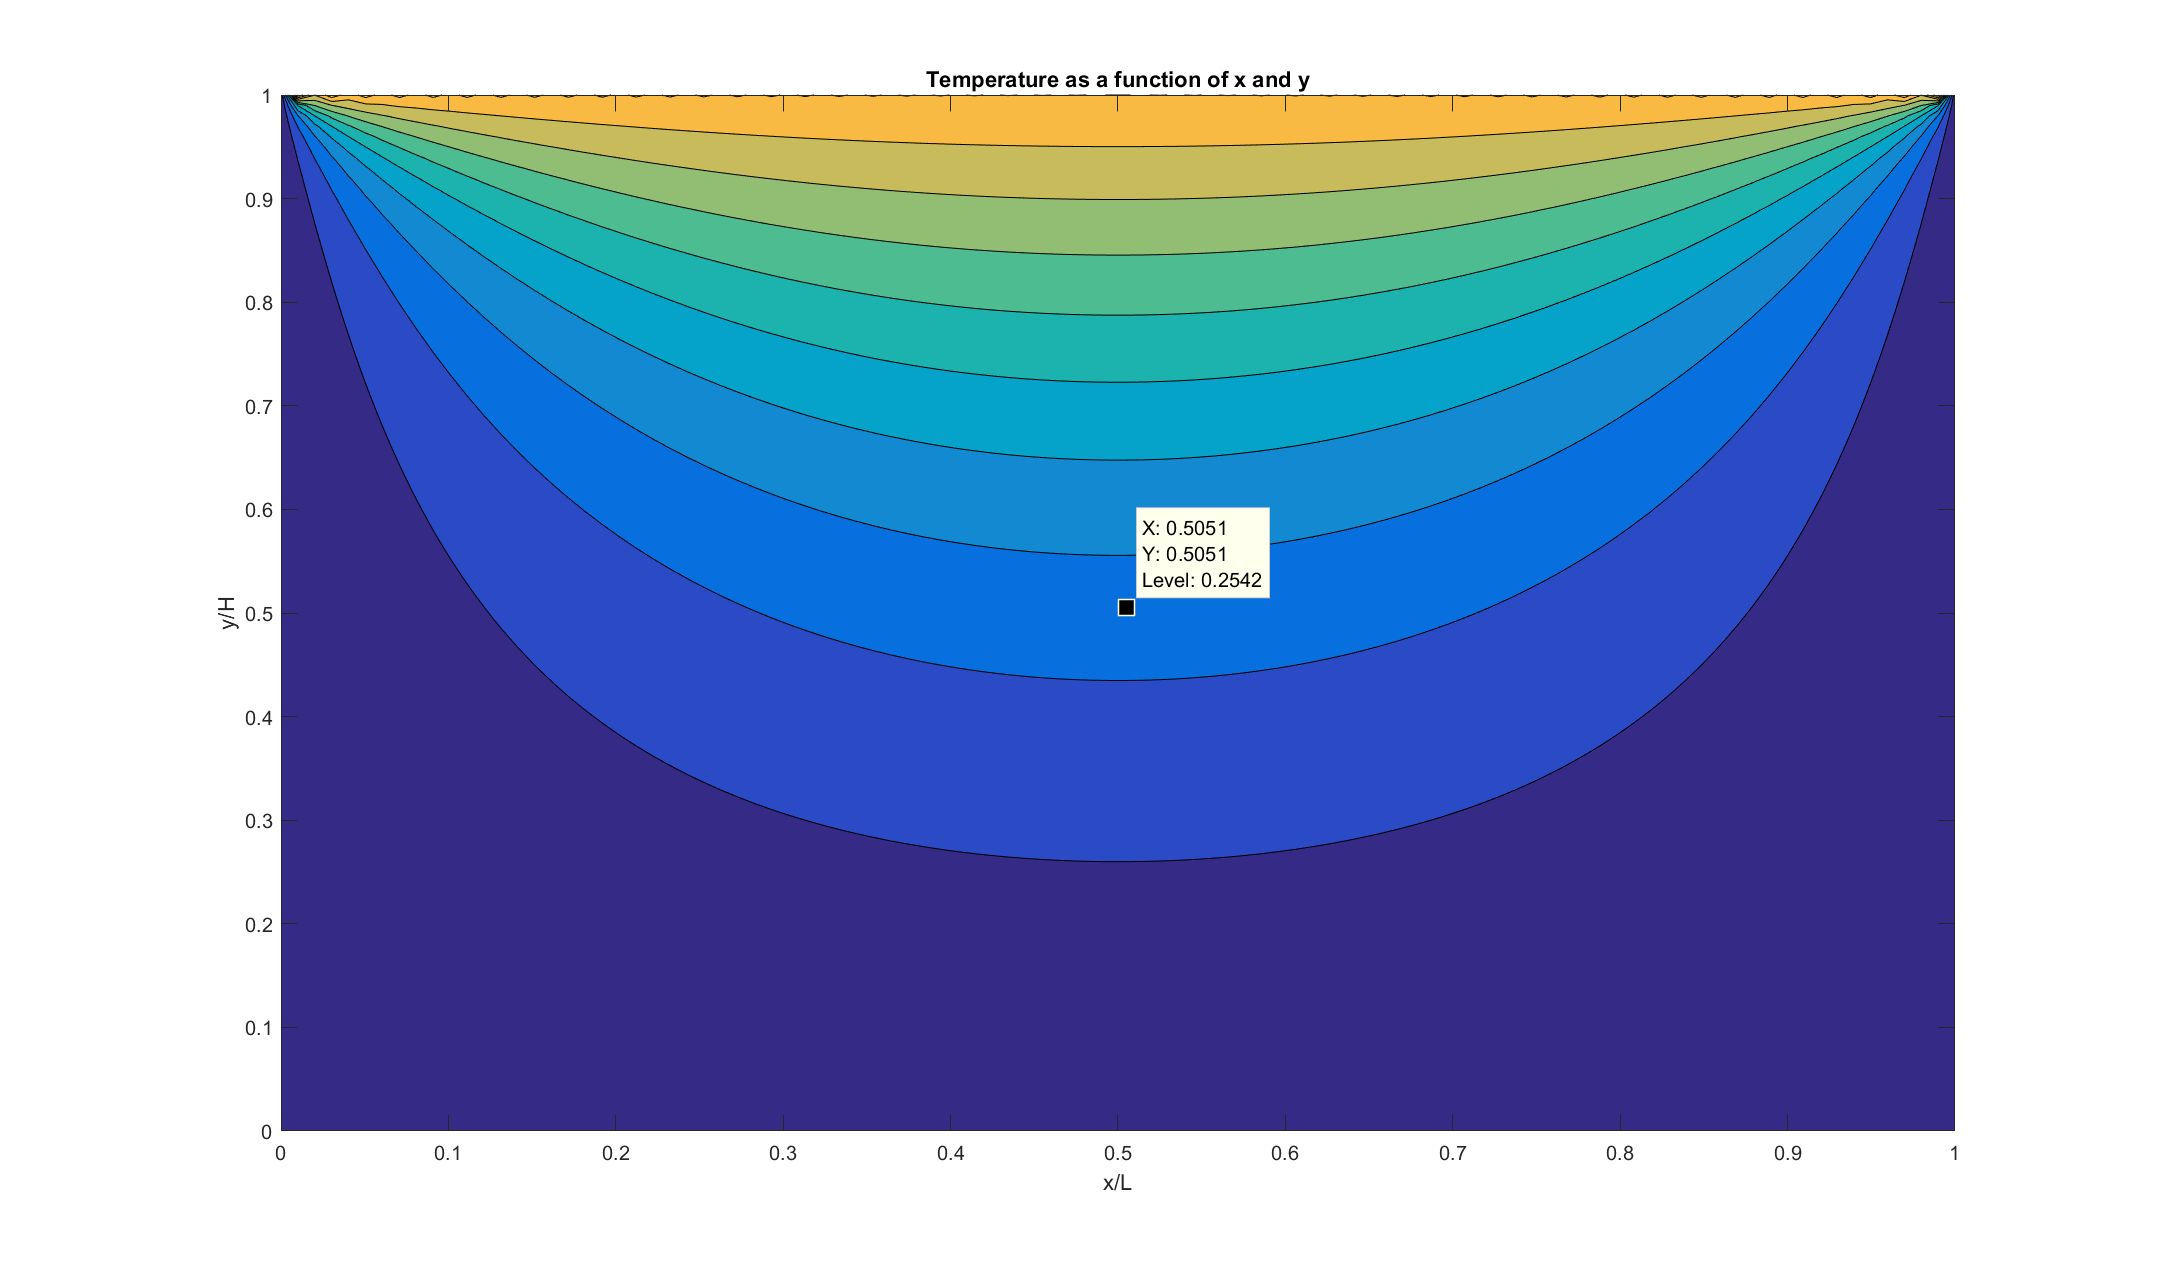 Temperature as a function of x and y
1
0.9
0.8
0.7
0.6
0.5
0.4
0.3
0.2
0.1
0
y/H
X: 0.5051
Y: 0.5051
Level: 0.2542
0 0.1 0.2 0.3 0.4 0.5 0.6 0.7 0.8 0.9 1
x/L